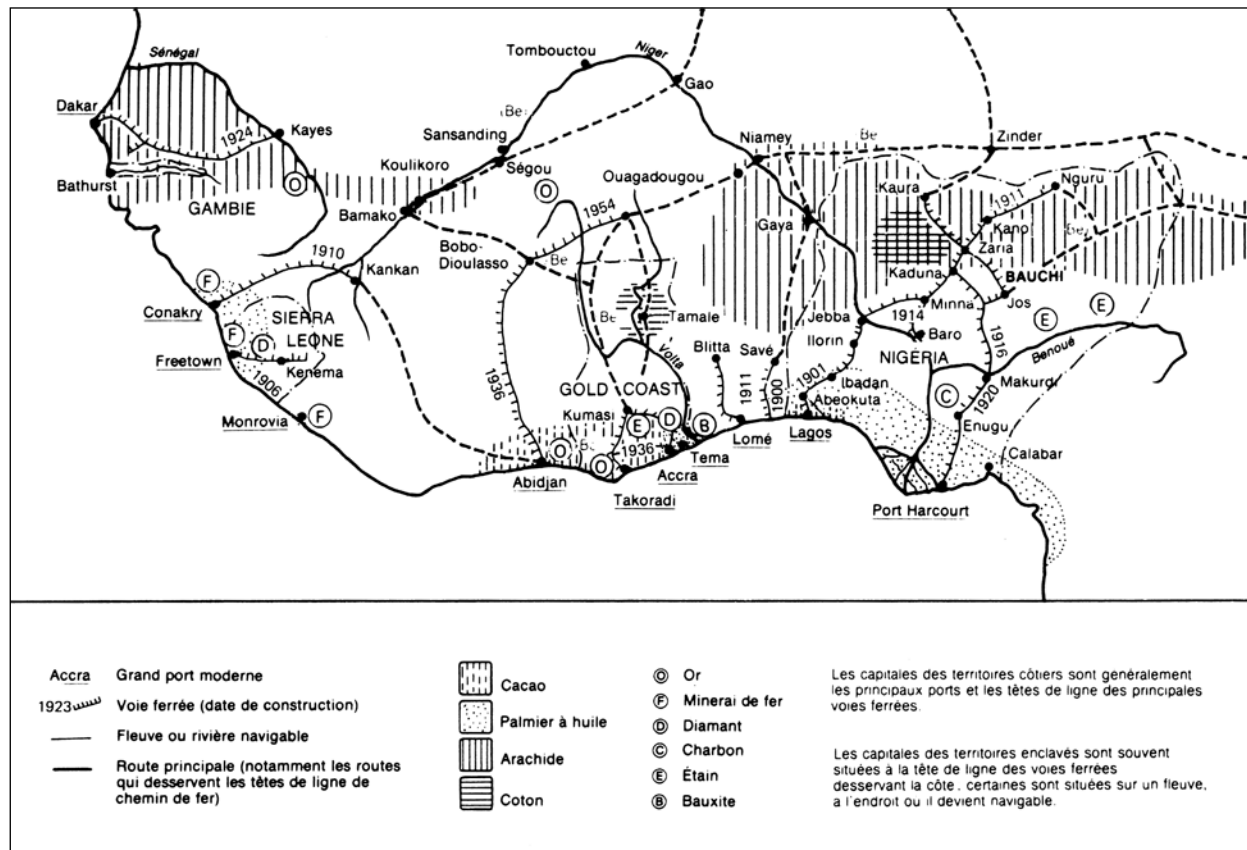 Sénégal
Tombouctou
Niger
Gao
Dakar
1924
Kayes
Sansanding
(Be)
Niamey
Be
Zinder
Koulikoro
Ségou
Ouagadougou
Bathurst
O
O
Kaura
1911
Nguru
GAMBIE
Bamako
1954
Gaya
Kano
Be
Bobo-
Dioulasso
Be
Zaria
1910
Kankan
Kaduna
BAUCHI
F
Conakry
SIERRA
LEONE
Be
Tamale
Jebba
Minna
Jos
1914
Baro
E
E
F
D
Freetown
Kenema
Blitta
Savé
Ilorin
NIGÉRIA
1916
Benoué
1906
1936
Volta
1911
1900
1901
Ibadan
Makurdi
GOLD COAST
Abeokuta
C
1920
Monrovia
F
Kumasi
E
D
B
Lomé
Lagos
Enugu
O
Be
O
1936
Tema
Calabar
Abidjan
Accra
Takoradi
Port Harcourt
Accra Grand port moderne
1923 Voie ferrée (date de construction)
Fleuve ou rivière navigable
Route principale (notamment les routes
qui desservent les têtes de ligne de
chemin de fer)
Cacao
Palmier à huile
Arachide
Coton
O Or
F Minerai de fer
D Diamant
C Charbon
E Étain
B Bauxite
Les capitales des territoires côtiers sont généralement
les principaux ports et les têtes de ligne des principales
voies ferrées.
Les capitales des territoires enclavés sont souvent
situées à la tête de ligne des voies ferrées
desservant la côte, certaines sont situées sur un fleuve,
a l'endroit ou il devient navigable.